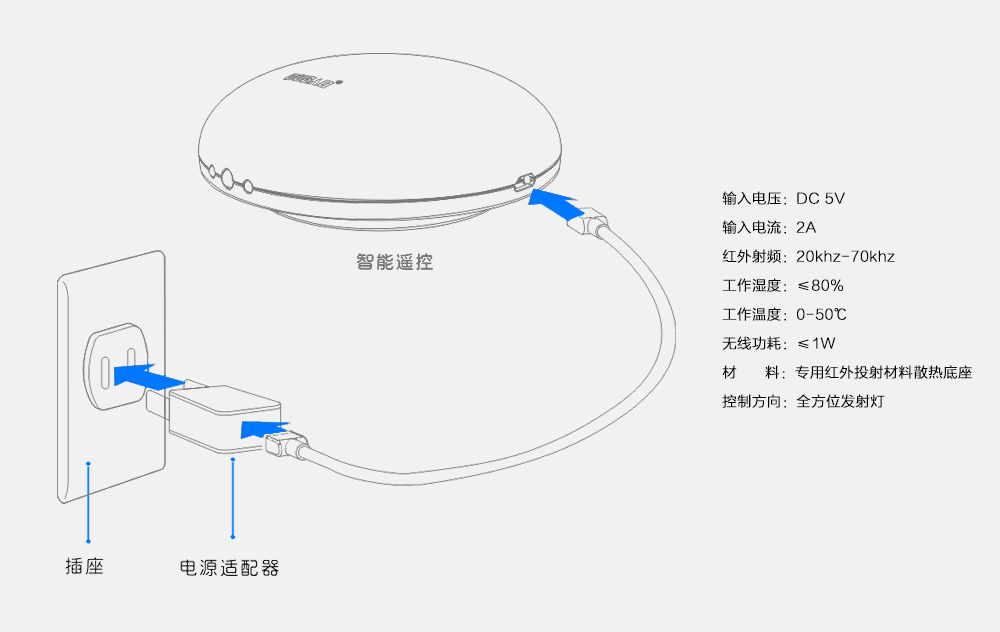 智能遥控
输入电压：DC 5V
输入电流：2A
红外射频：20khz-70khz
工作湿度：≤80%
工作温度：0-50℃
无线功耗：≤1W
材　　料：专用红外投射材料散热底座
控制方向：全方位发射灯
插座
电源适配器